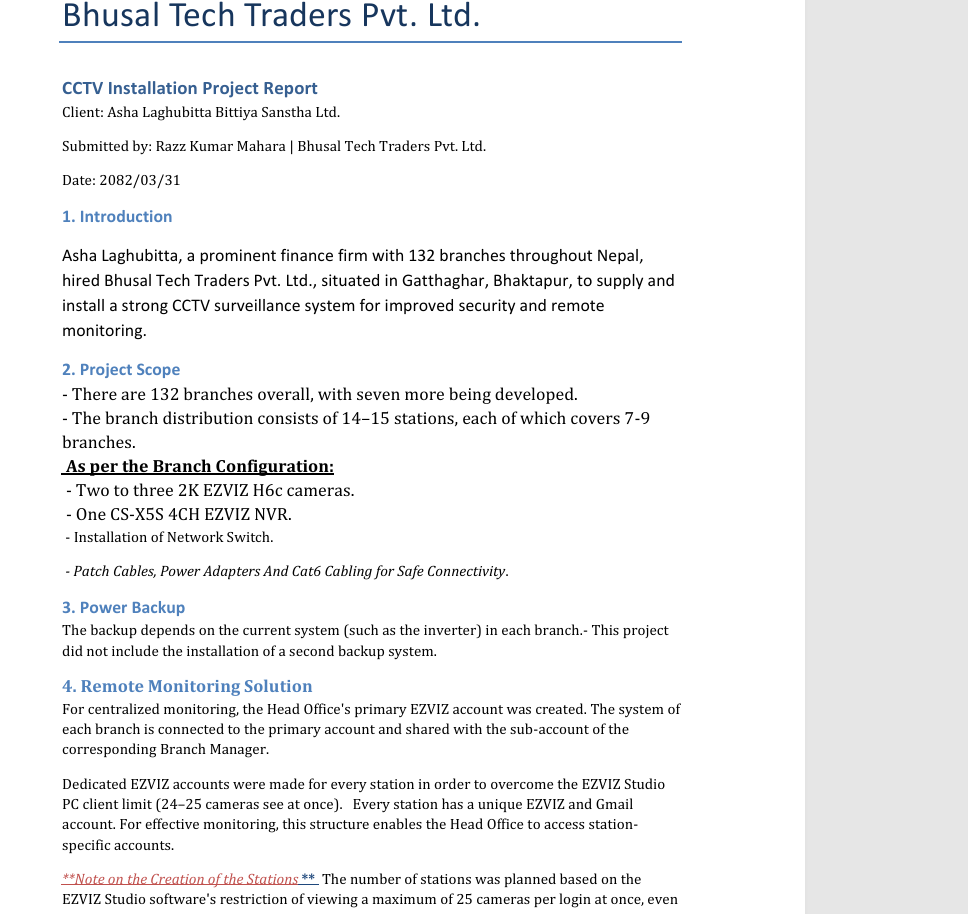 Bhusal Tech Traders Pvt. Ltd.
CCTV Installation Project Report
Client: Asha Laghubitta Bittiya Sanstha Ltd.
Submitted by: Razz Kumar Mahara | Bhusal Tech Traders Pvt. Ltd.
Date: 2082/03/31
1. Introduction
Asha Laghubitta, a prominent finance firm with 132 branches throughout Nepal,
hired Bhusal Tech Traders Pvt. Ltd., situated in Gatthaghar, Bhaktapur, to supply and
install a strong CCTV surveillance system for improved security and remote
monitoring.
2. Project Scope
- There are 132 branches overall, with seven more being developed.
- The branch distribution consists of 14–15 stations, each of which covers 7-9
branches.
As per the Branch Configuration:
- Two to three 2K EZVIZ H6c cameras.
- One CS-X5S 4CH EZVIZ NVR.
- Installation of Network Switch.
- Patch Cables, Power Adapters And Cat6 Cabling for Safe Connectivity.
3. Power Backup
The backup depends on the current system (such as the inverter) in each branch.- This project
did not include the installation of a second backup system.
4. Remote Monitoring Solution
For centralized monitoring, the Head Office's primary EZVIZ account was created. The system of
each branch is connected to the primary account and shared with the sub-account of the
corresponding Branch Manager.
Dedicated EZVIZ accounts were made for every station in order to overcome the EZVIZ Studio
PC client limit (24–25 cameras see at once).   Every station has a unique EZVIZ and Gmail
account. For effective monitoring, this structure enables the Head Office to access station-
specific accounts.
**Note on the Creation of the Stations ** The number of stations was planned based on the
EZVIZ Studio software's restriction of viewing a maximum of 25 cameras per login at once, even